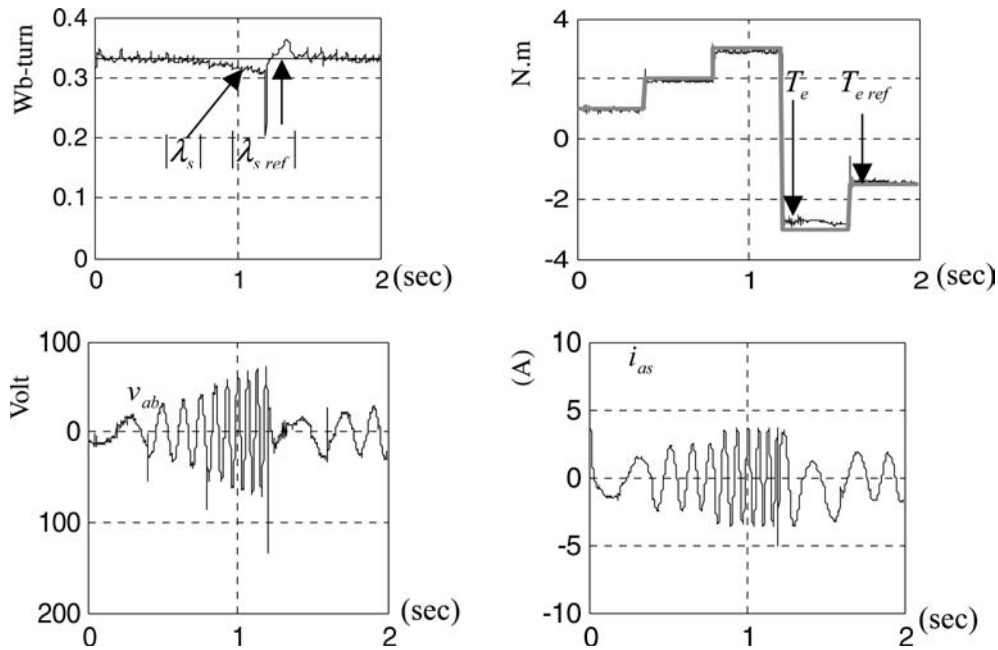 0.4
0.3
0.2
0.1
0
Wb-turn
|λs| |λs ref|
0 1 2 (sec)
4
2
0
-2
-4
N.m
Te Te ref
0 1 2 (sec)
100
0
100
200
Volt
vab
0 1 2 (sec)
10
5
0
-5
-10
(A)
ias
0 1 2 (sec)